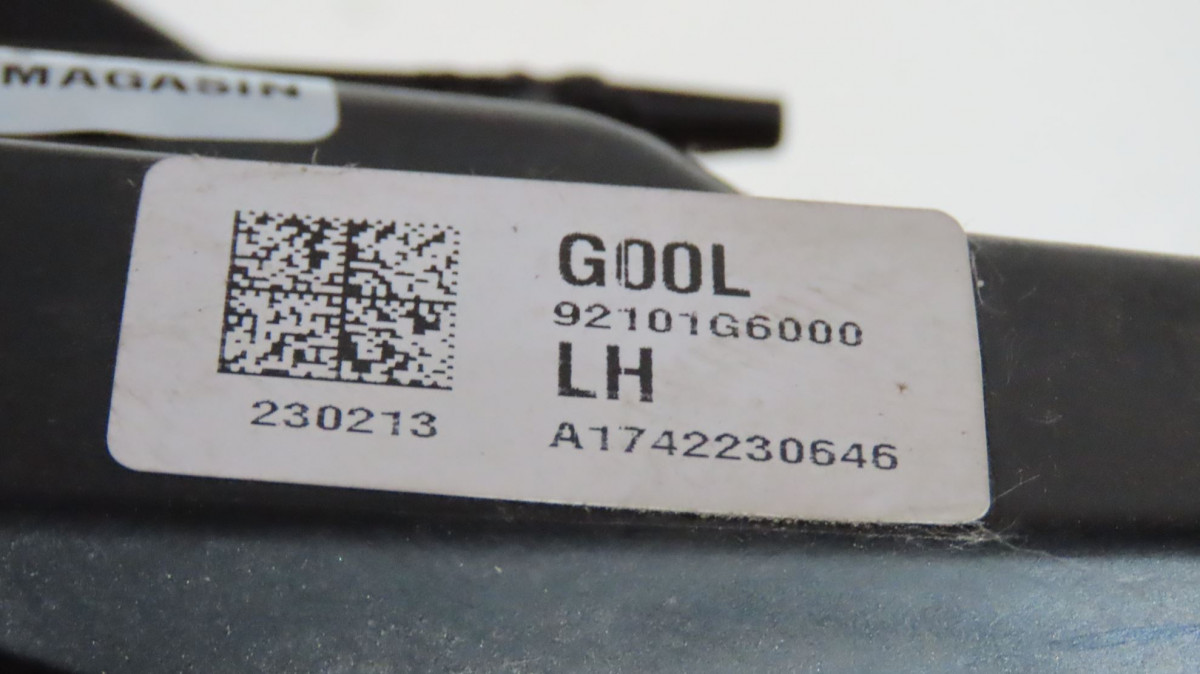 MAGASIN
G00L
92101G6000
LH
230213
A1742230646